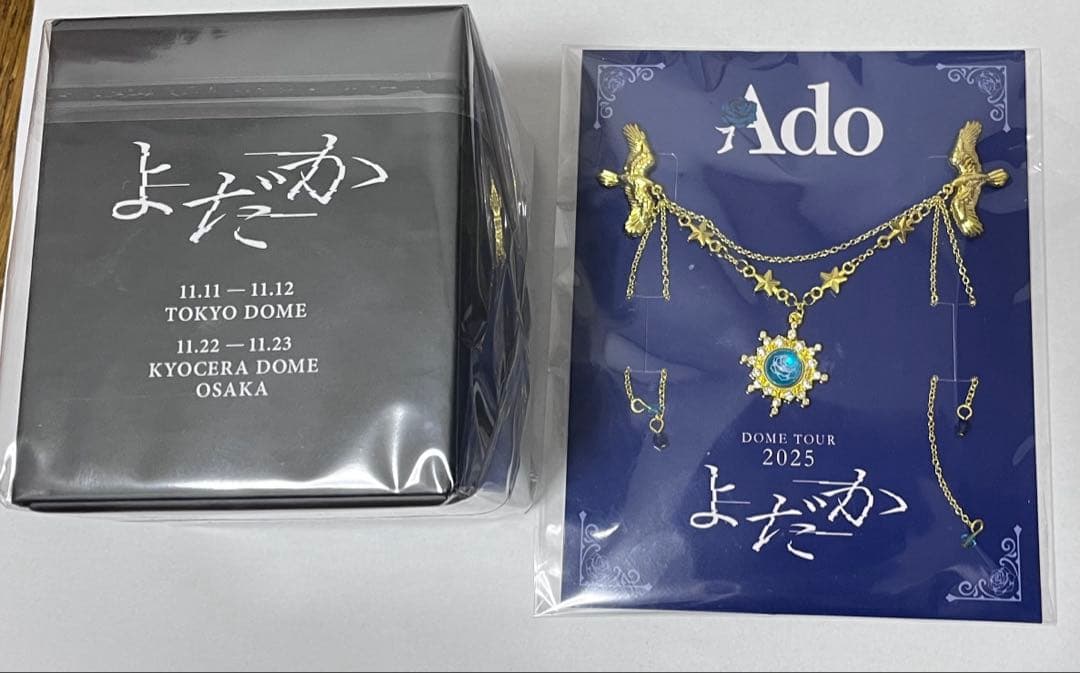 よだか
11.11 — 11.12
TOKYO DOME
11.22 — 11.23
KYOCERA DOME
OSAKA
Ado
DOME TOUR
2025
よだか